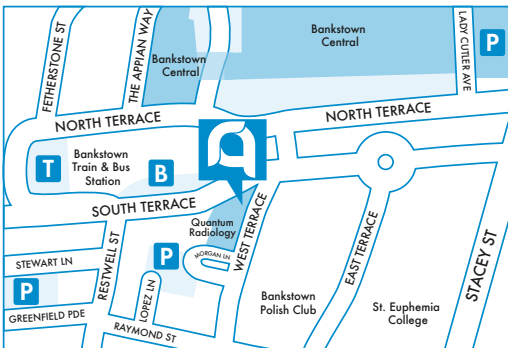 FETHERSTONE ST
THE APPIAN WAY
Bankstown
Central
Bankstown
Central
LADY CUTLER AVE
P
NORTH TERRACE
NORTH TERRACE
T
Bankstown
Train & Bus
Station
B
q
SOUTH TERRACE
Quantum
Radiology
WEST TERRACE
MORGAN LN
EAST TERRACE
STACEY ST
STEWART LN
RESTWELL ST
P
P
LOPEZ LN
GREENFIELD PDE
RAYMOND ST
Bankstown
Polish Club
St. Euphemia
College